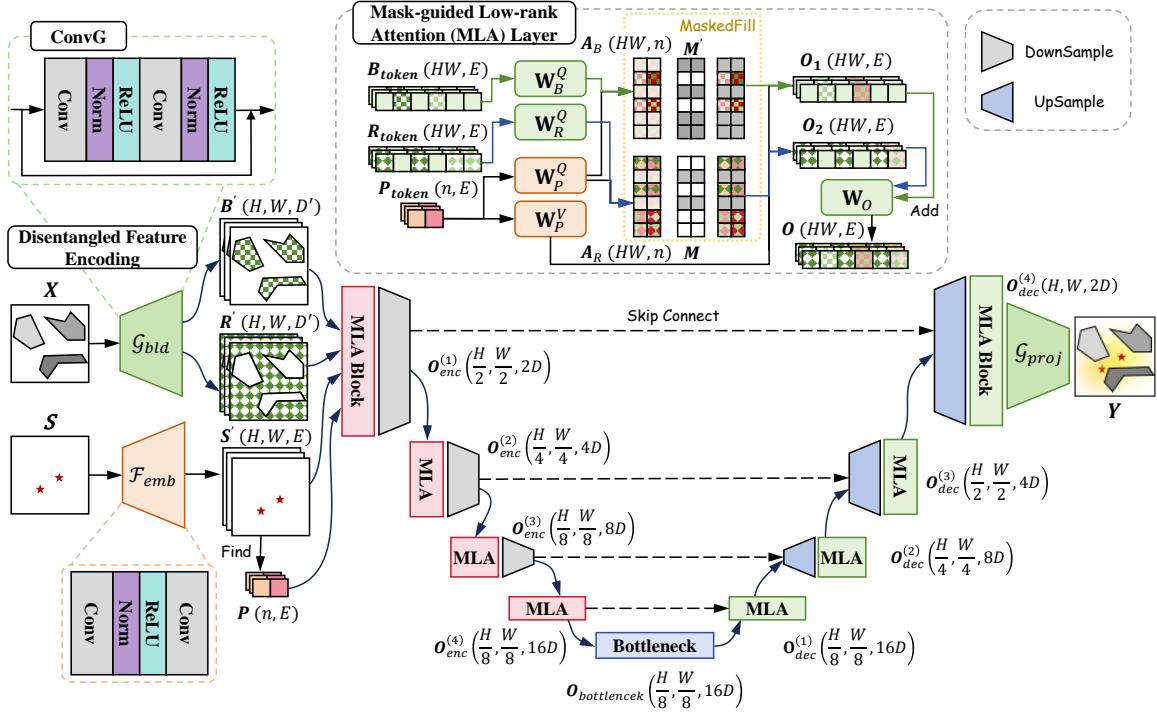 ConvG
Conv
Norm
ReLU
Conv
Norm
ReLU
Mask-guided Low-rank
Attention (MLA) Layer
MaskedFill
B_token (HW, E)
R_token (HW, E)
P_token (n, E)
W_B^Q
W_R^Q
W_P^Q
W_P^V
A_B (HW, n)
M'
A_R (HW, n)
M
O_1 (HW, E)
O_2 (HW, E)
W_O
Add
O (HW, E)
DownSample
UpSample
Disentangled Feature
Encoding
X
G_bld
B' (H, W, D')
R' (H, W, D')
S
F_emb
S' (H, W, E)
Find
P (n, E)
Conv
Norm
ReLU
Conv
MLA Block
O_enc^(1) (H/2, W/2, 2D)
MLA
O_enc^(2) (H/4, W/4, 4D)
MLA
O_enc^(3) (H/8, W/8, 8D)
MLA
O_enc^(4) (H/8, W/8, 16D)
Bottleneck
O_bottlencek (H/8, W/8, 16D)
Skip Connect
MLA
O_dec^(1) (H/8, W/8, 16D)
MLA
O_dec^(2) (H/4, W/4, 8D)
MLA
O_dec^(3) (H/2, W/2, 4D)
MLA Block
O_dec^(4) (H, W, 2D)
G_proj
Y